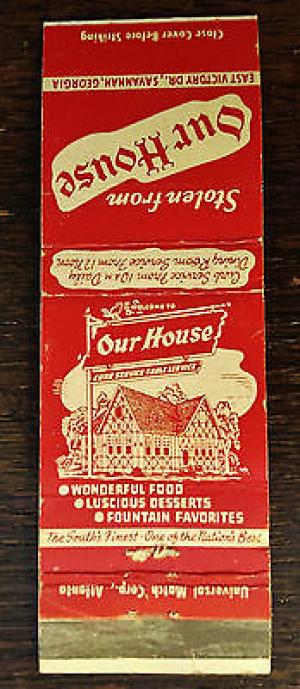 Close Cover Before Striking
EAST VICTORY DR., SAVANNAH, GEORGIA
Stolen from
Our House
Curb Service From 10 A.M. Daily
Dining Room Service From 12 Noon
Our House
CURB SERVICE
WONDERFUL FOOD
LUSCIOUS DESSERTS
FOUNTAIN FAVORITES
The South's Finest - One of the Nation's Best
Universal Match Corp., Atlanta